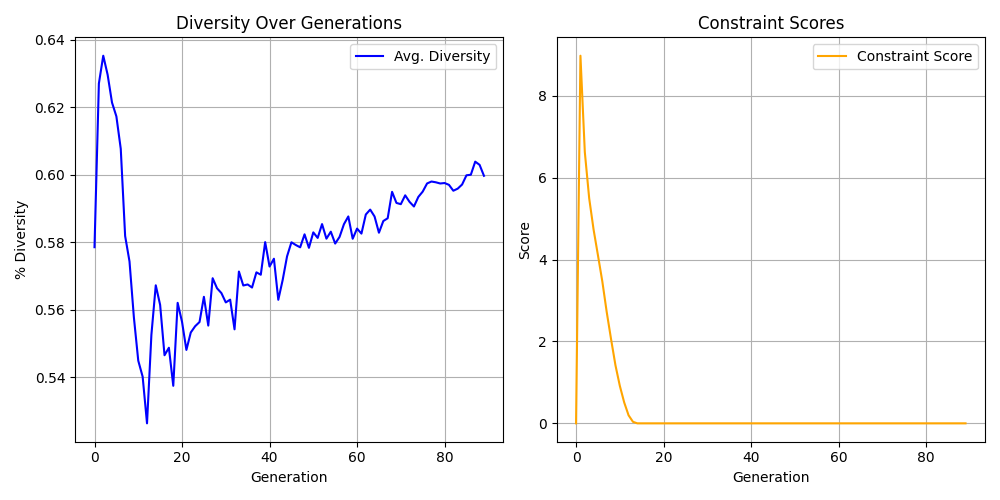 Diversity Over Generations
Avg. Diversity
% Diversity
0.64
0.62
0.60
0.58
0.56
0.54
0 20 40 60 80
Generation
Constraint Scores
Constraint Score
Score
8
6
4
2
0
0 20 40 60 80
Generation